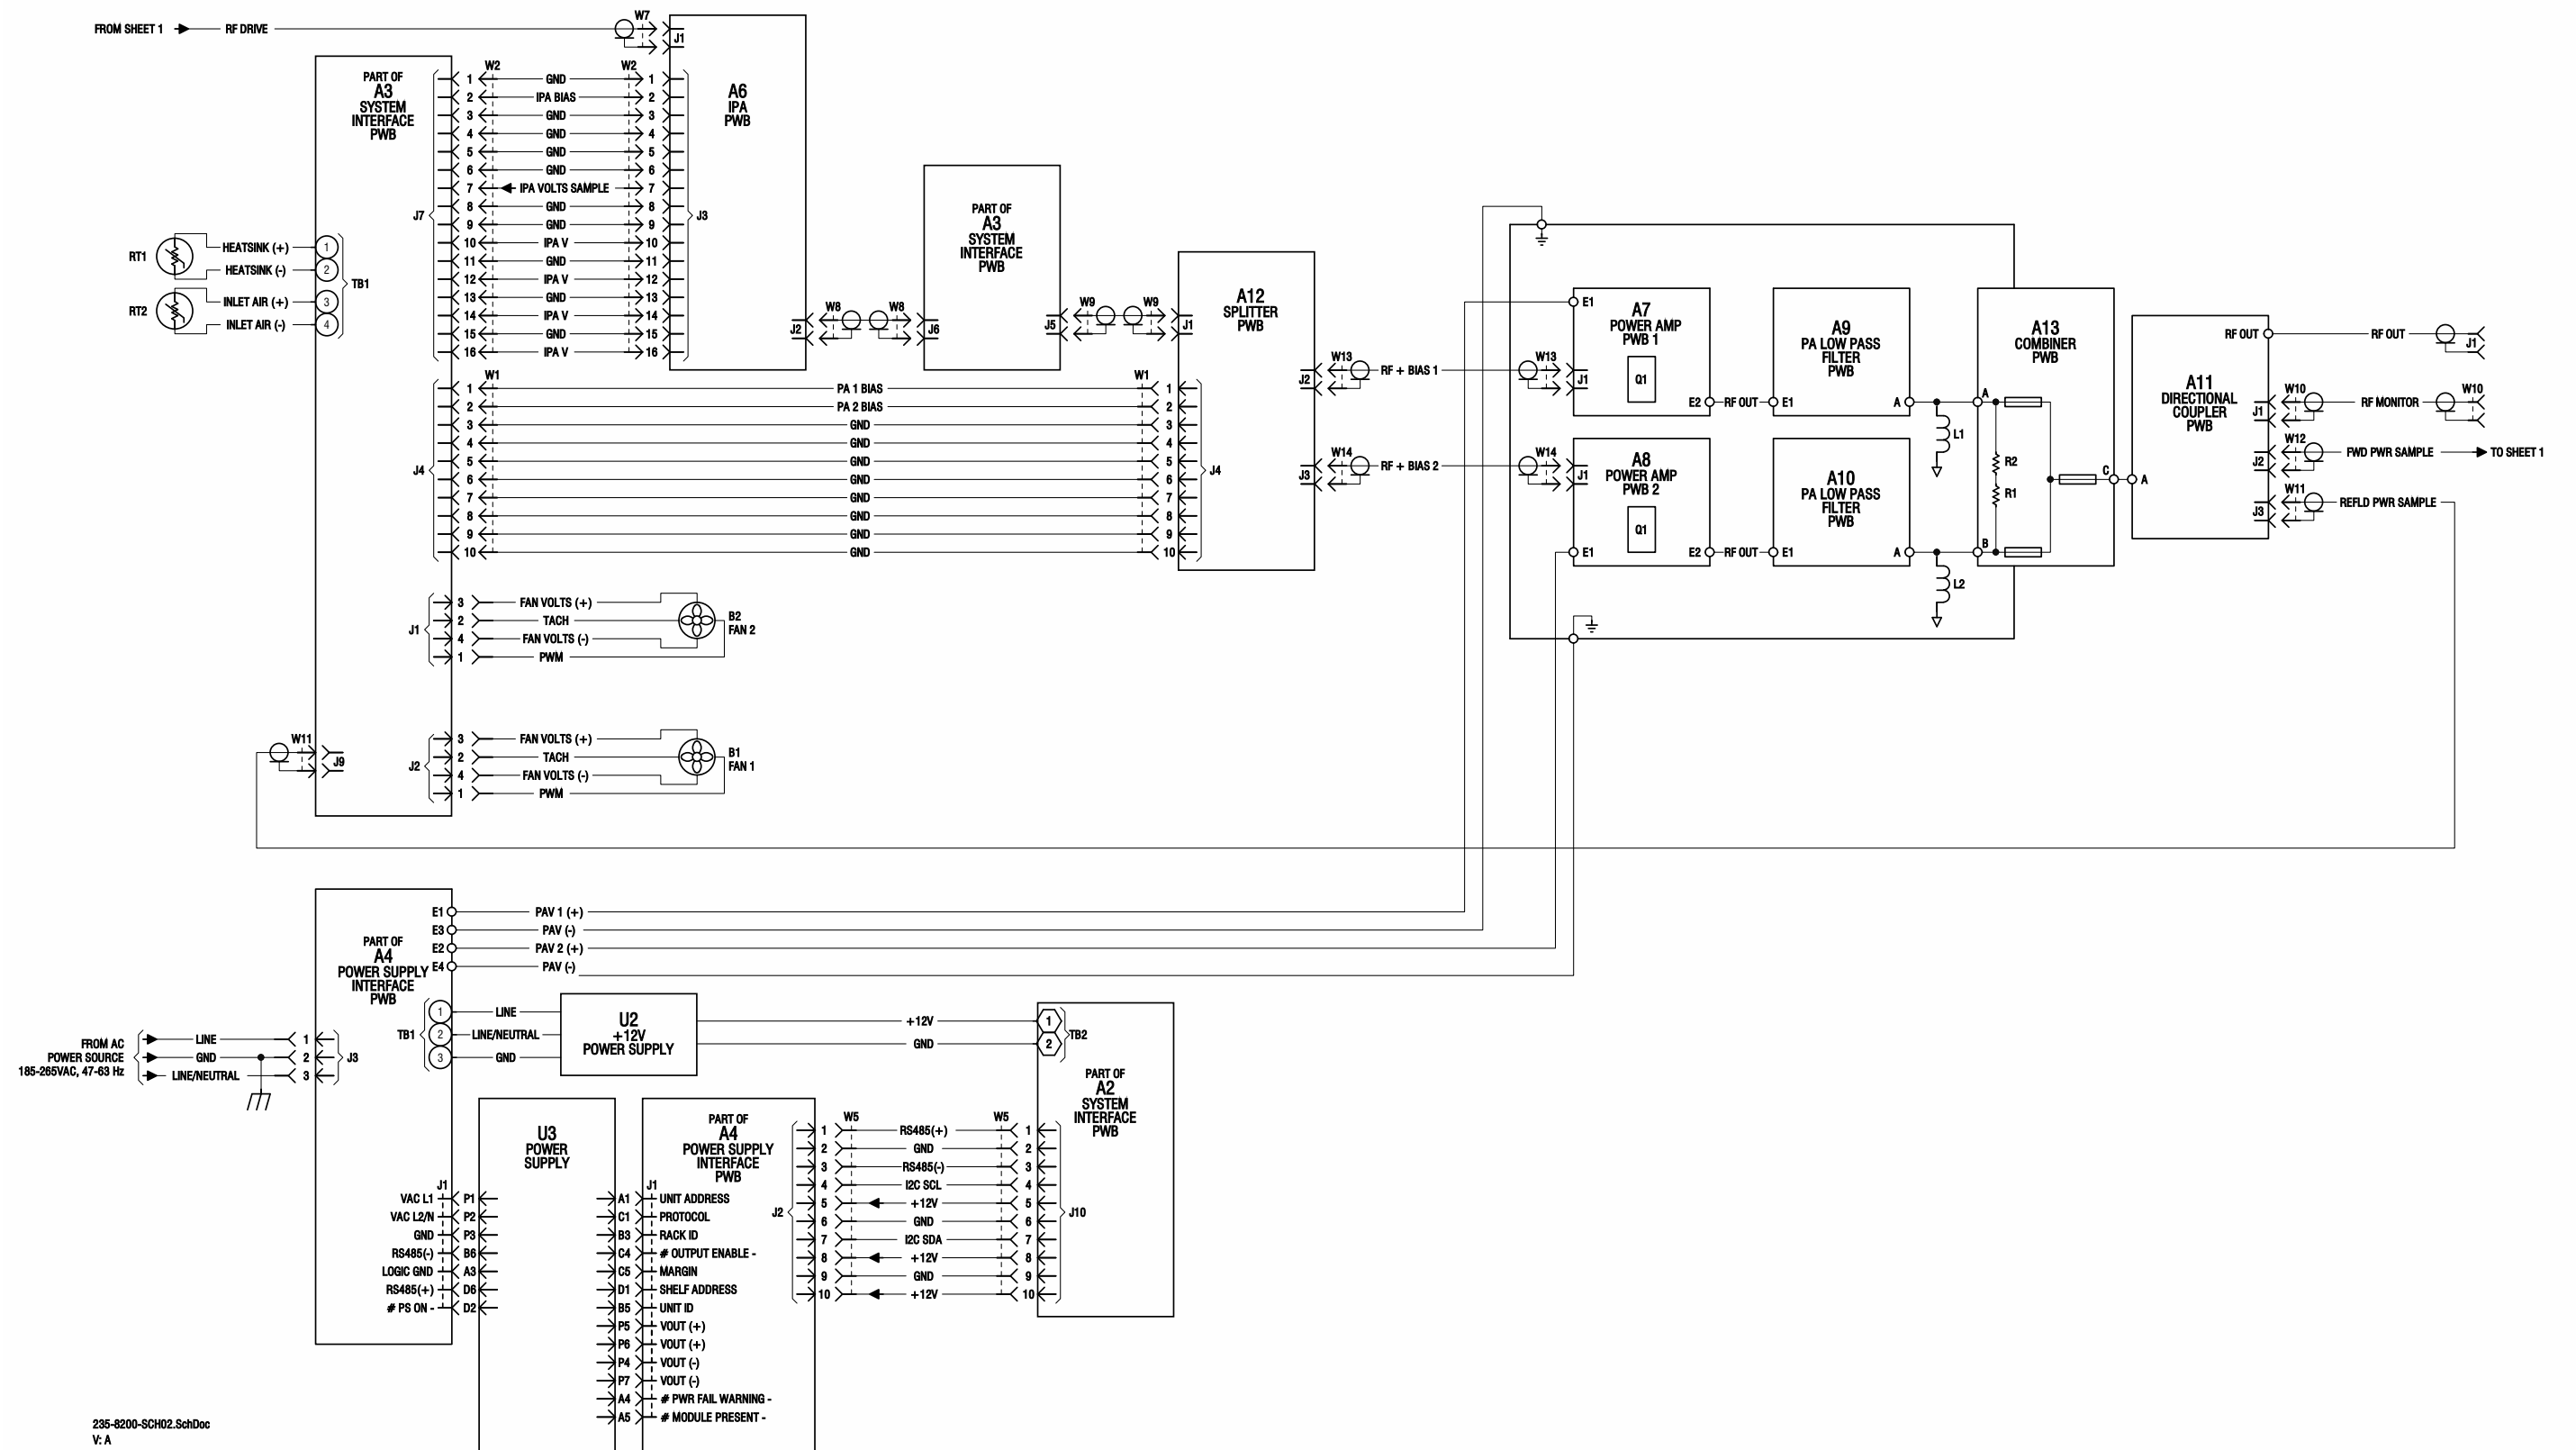 FROM SHEET 1 RF DRIVE W7
J1
PART OF
A3
SYSTEM
INTERFACE
PWB
A6
IPA
PWB
W2 W2
1 GND 1
2 IPA BIAS 2
3 GND 3
4 GND 4
5 GND 5
6 GND 6
7 IPA VOLTS SAMPLE 7
8 GND 8
9 GND 9
10 IPA V 10
11 GND 11
12 IPA V 12
13 GND 13
14 IPA V 14
15 GND 15
16 IPA V 16
J7 J3
RT1 HEATSINK (+) 1
HEATSINK (-) 2
TB1
RT2 INLET AIR (+) 3
INLET AIR (-) 4
J2 W8 W8 J6
PART OF
A3
SYSTEM
INTERFACE
PWB
J5 W9 W9 J1
A12
SPLITTER
PWB
W1 W1
1 PA 1 BIAS 1
2 PA 2 BIAS 2
3 GND 3
4 GND 4
5 GND 5
6 GND 6
7 GND 7
8 GND 8
9 GND 9
10 GND 10
J4 J4
J2 W13 RF + BIAS 1 W13 J1
J3 W14 RF + BIAS 2 W14 J1
E1
A7
POWER AMP
PWB 1
Q1
E2 RF OUT E1
A9
PA LOW PASS
FILTER
PWB
A
L1
A8
POWER AMP
PWB 2
Q1
E1
E2 RF OUT E1
A10
PA LOW PASS
FILTER
PWB
A
L2
A13
COMBINER
PWB
A
R2
R1
B
C
A
A11
DIRECTIONAL
COUPLER
PWB
RF OUT RF OUT J1
W10 RF MONITOR W10
J1
W12 FWD PWR SAMPLE TO SHEET 1
J2
W11 REFLD PWR SAMPLE
J3
J1
3 FAN VOLTS (+)
2 TACH
4 FAN VOLTS (-)
1 PWM
B2
FAN 2
W11
J9
J2
3 FAN VOLTS (+)
2 TACH
4 FAN VOLTS (-)
1 PWM
B1
FAN 1
PART OF
A4
POWER SUPPLY
INTERFACE
PWB
E1 PAV 1 (+)
E3 PAV (-)
E2 PAV 2 (+)
E4 PAV (-)
FROM AC
POWER SOURCE
185-265VAC, 47-63 Hz
LINE 1
GND 2
LINE/NEUTRAL 3
J3
TB1
1 LINE
2 LINE/NEUTRAL
3 GND
U2
+12V
POWER SUPPLY
+12V 1
GND 2
TB2
PART OF
A2
SYSTEM
INTERFACE
PWB
U3
POWER
SUPPLY
PART OF
A4
POWER SUPPLY
INTERFACE
PWB
W5 W5
1 RS485(+) 1
2 GND 2
3 RS485(-) 3
4 I2C SCL 4
5 +12V 5
6 GND 6
7 I2C SDA 7
8 +12V 8
9 GND 9
10 +12V 10
J2 J10
J1
VAC L1 P1
VAC L2/N P2
GND P3
RS485(-) B6
LOGIC GND A3
RS485(+) D6
# PS ON - D2
J1
A1 UNIT ADDRESS
C1 PROTOCOL
B3 RACK ID
C4 # OUTPUT ENABLE -
C5 MARGIN
D1 SHELF ADDRESS
B5 UNIT ID
P5 VOUT (+)
P6 VOUT (+)
P4 VOUT (-)
P7 VOUT (-)
A4 # PWR FAIL WARNING -
A5 # MODULE PRESENT -
235-8200-SCH02.SchDoc
V: A